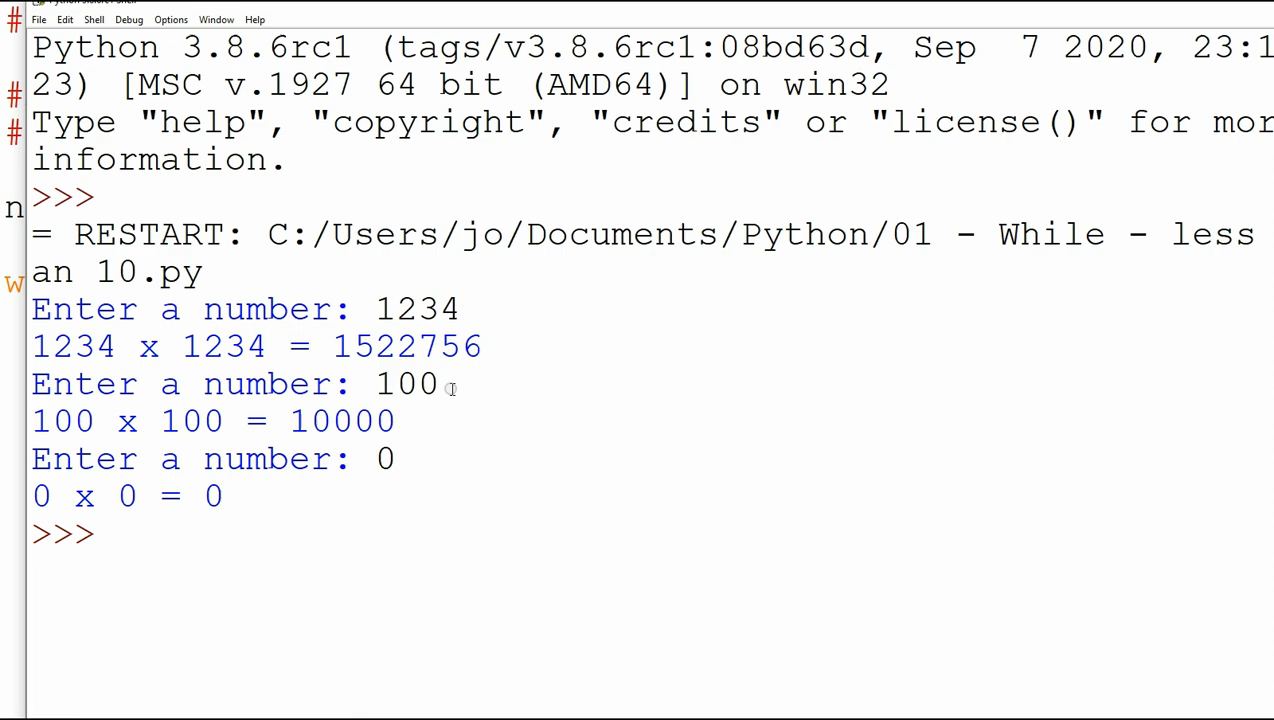 File Edit Shell Debug Options Window Help
Python 3.8.6rc1 (tags/v3.8.6rc1:08bd63d, Sep 7 2020, 23:1
23) [MSC v.1927 64 bit (AMD64)] on win32
Type "help", "copyright", "credits" or "license()" for mor
information.
>>>
= RESTART: C:/Users/jo/Documents/Python/01 - While - less
an 10.py
Enter a number: 1234
1234 x 1234 = 1522756
Enter a number: 100
100 x 100 = 10000
Enter a number: 0
0 x 0 = 0
>>>
#
#
#
n
w